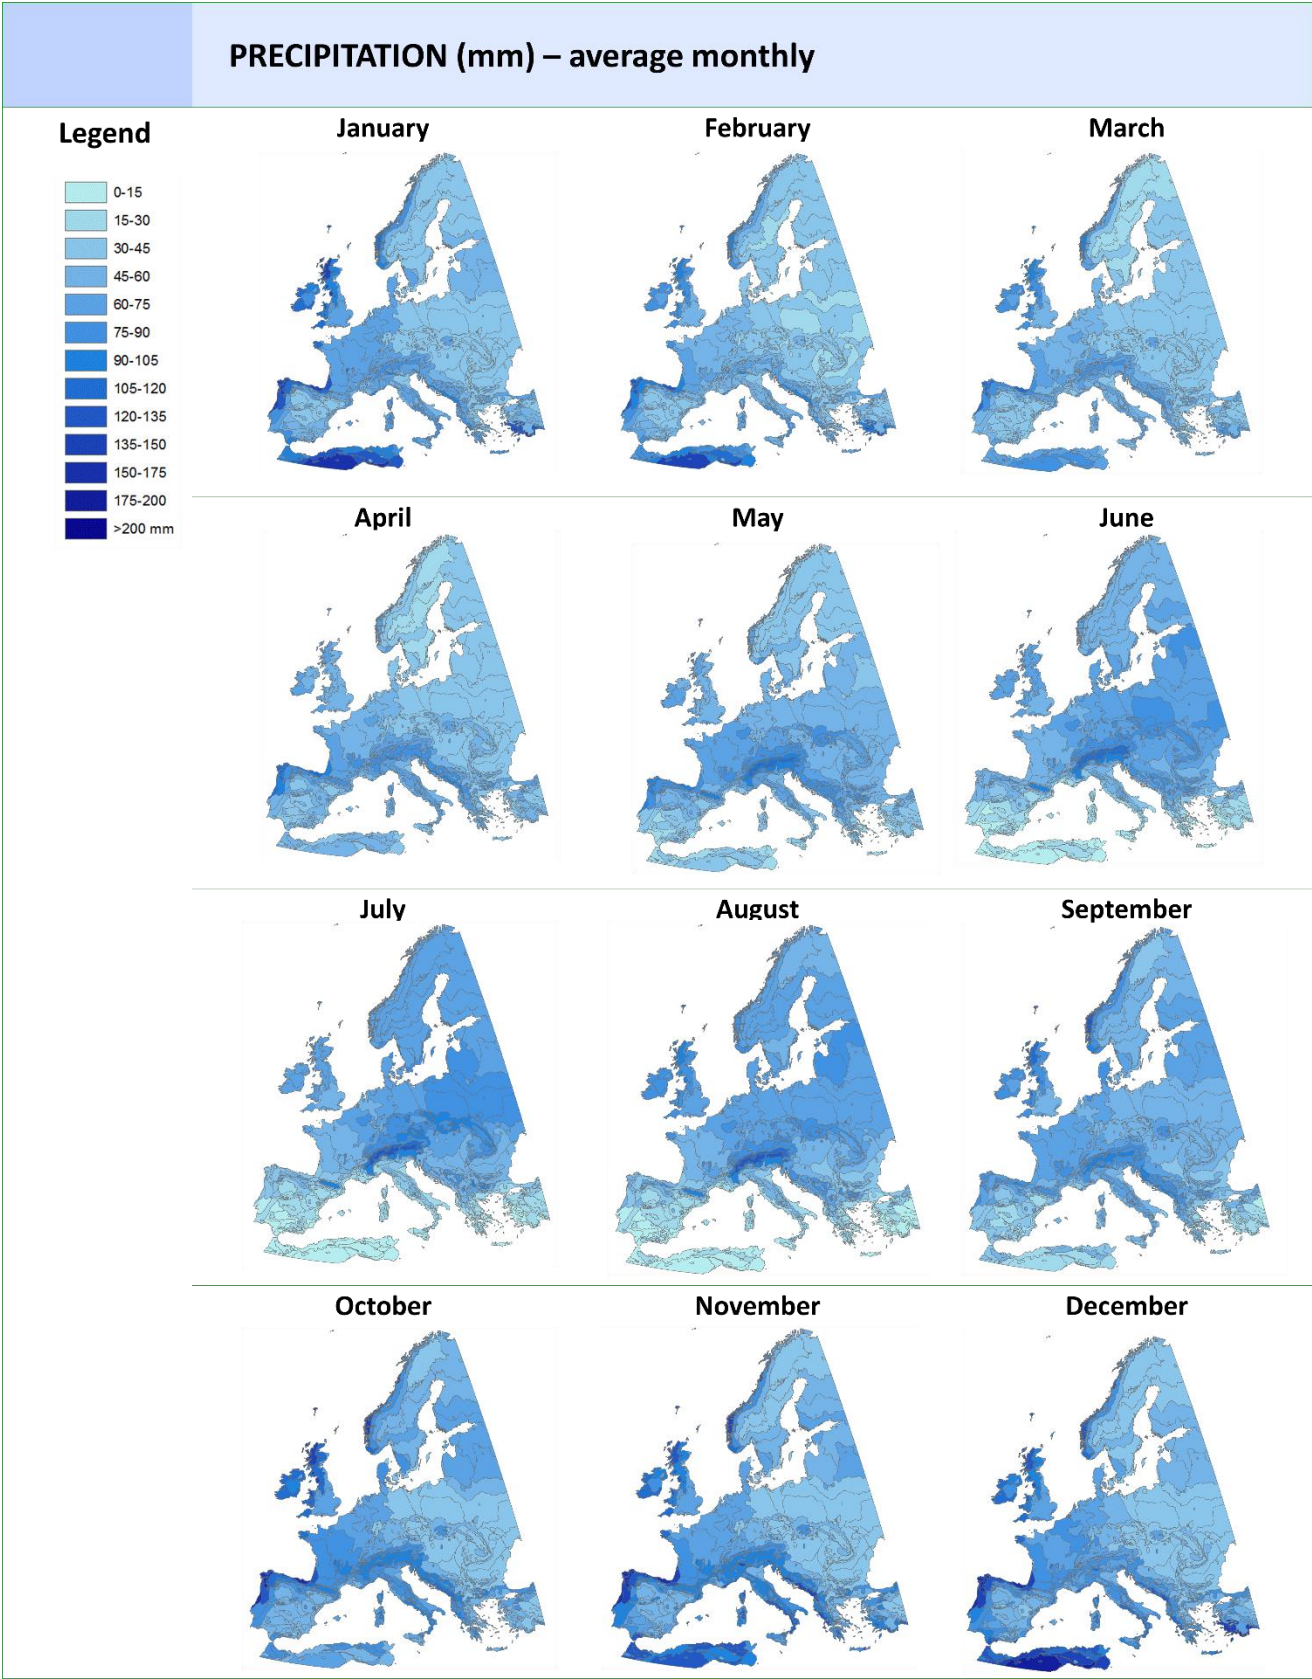 PRECIPITATION (mm) – average monthly
Legend
0-15
15-30
30-45
45-60
60-75
75-90
90-105
105-120
120-135
135-150
150-175
175-200
>200 mm
January
February
March
April
May
June
July
August
September
October
November
December